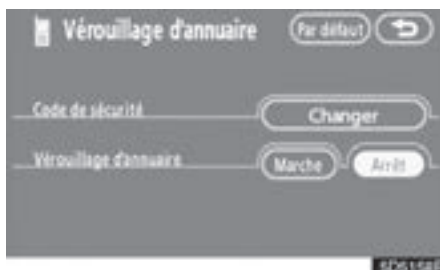 Vérouillage d'annuaire Par défaut
Code de sécurité Changer
Vérouillage d'annuaire Marche Arrêt